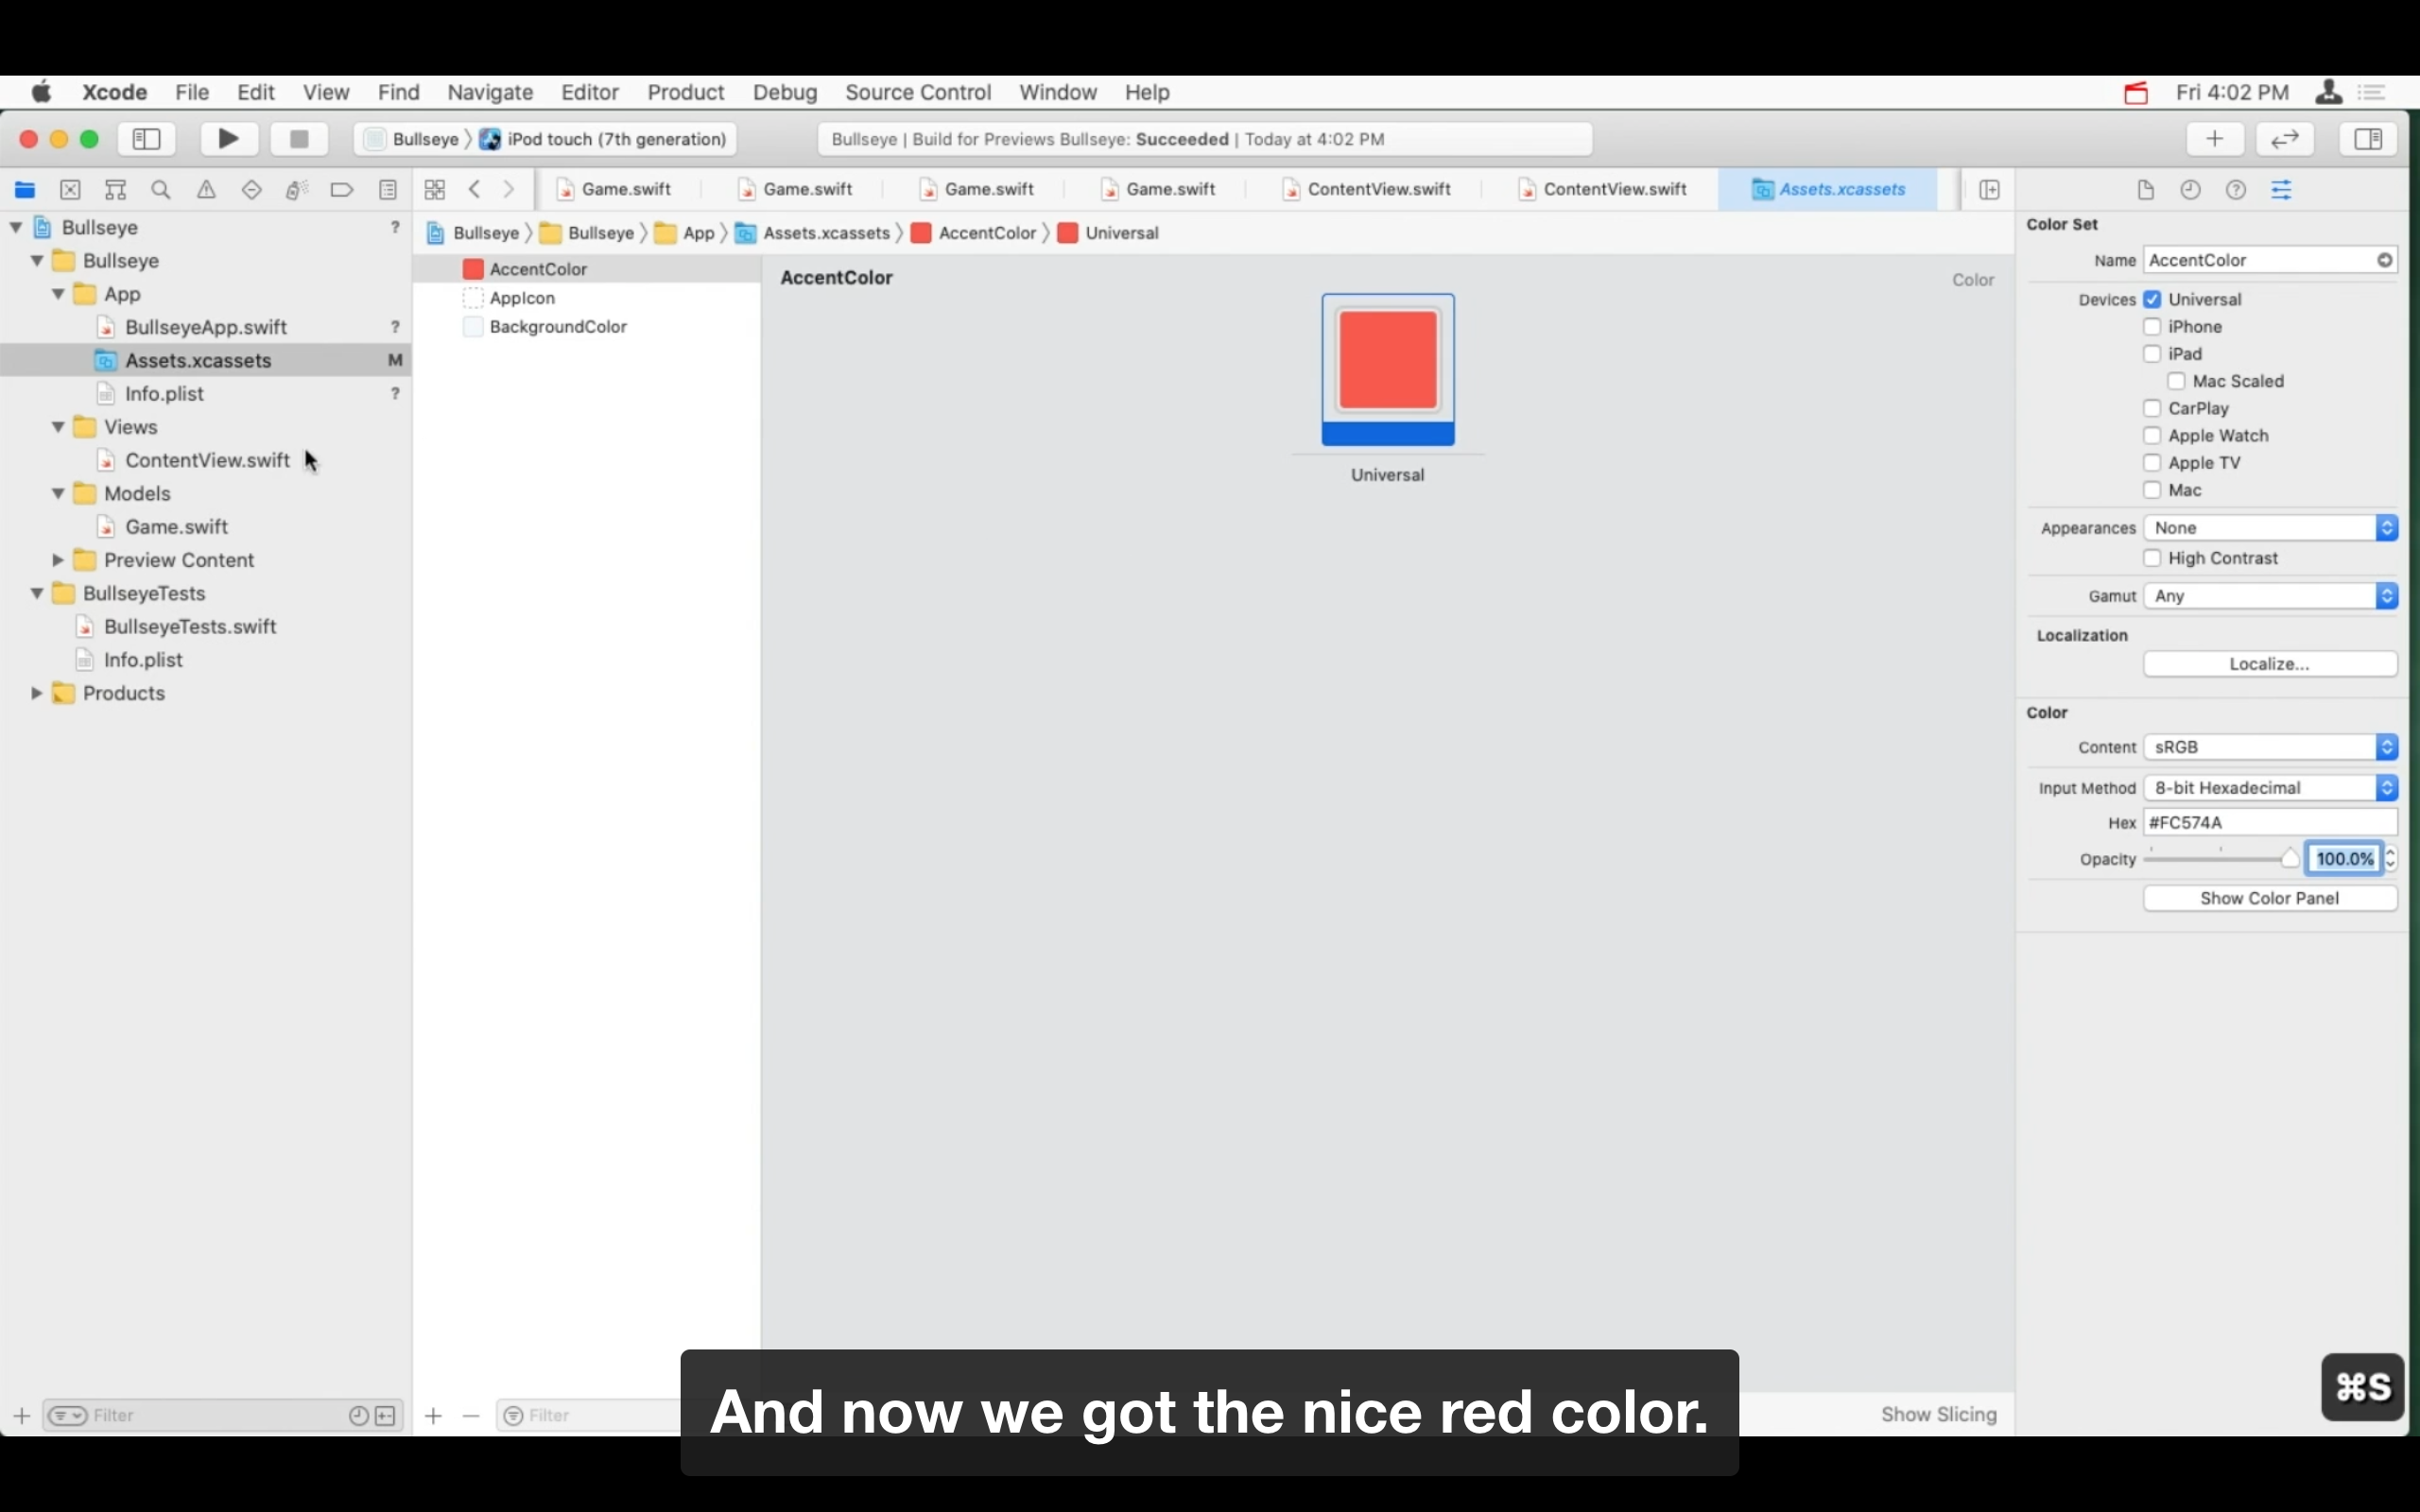 Xcode File Edit View Find Navigate Editor Product Debug Source Control Window Help Fri 4:02 PM
Bullseye iPod touch (7th generation) Bullseye | Build for Previews Bullseye: Succeeded | Today at 4:02 PM
Game.swift Game.swift Game.swift Game.swift ContentView.swift ContentView.swift Assets.xcassets
Bullseye ?
Bullseye
App
BullseyeApp.swift ?
Assets.xcassets M
Info.plist ?
Views
ContentView.swift
Models
Game.swift
Preview Content
BullseyeTests
BullseyeTests.swift
Info.plist
Products
Filter
Bullseye Bullseye App Assets.xcassets AccentColor Universal
AccentColor
AppIcon
BackgroundColor
Filter
AccentColor Color
Universal
Show Slicing
Color Set
Name AccentColor
Devices Universal
iPhone
iPad
Mac Scaled
CarPlay
Apple Watch
Apple TV
Mac
Appearances None
High Contrast
Gamut Any
Localization
Localize...
Color
Content sRGB
Input Method 8-bit Hexadecimal
Hex #FC574A
Opacity 100.0%
Show Color Panel
⌘S
And now we got the nice red color.